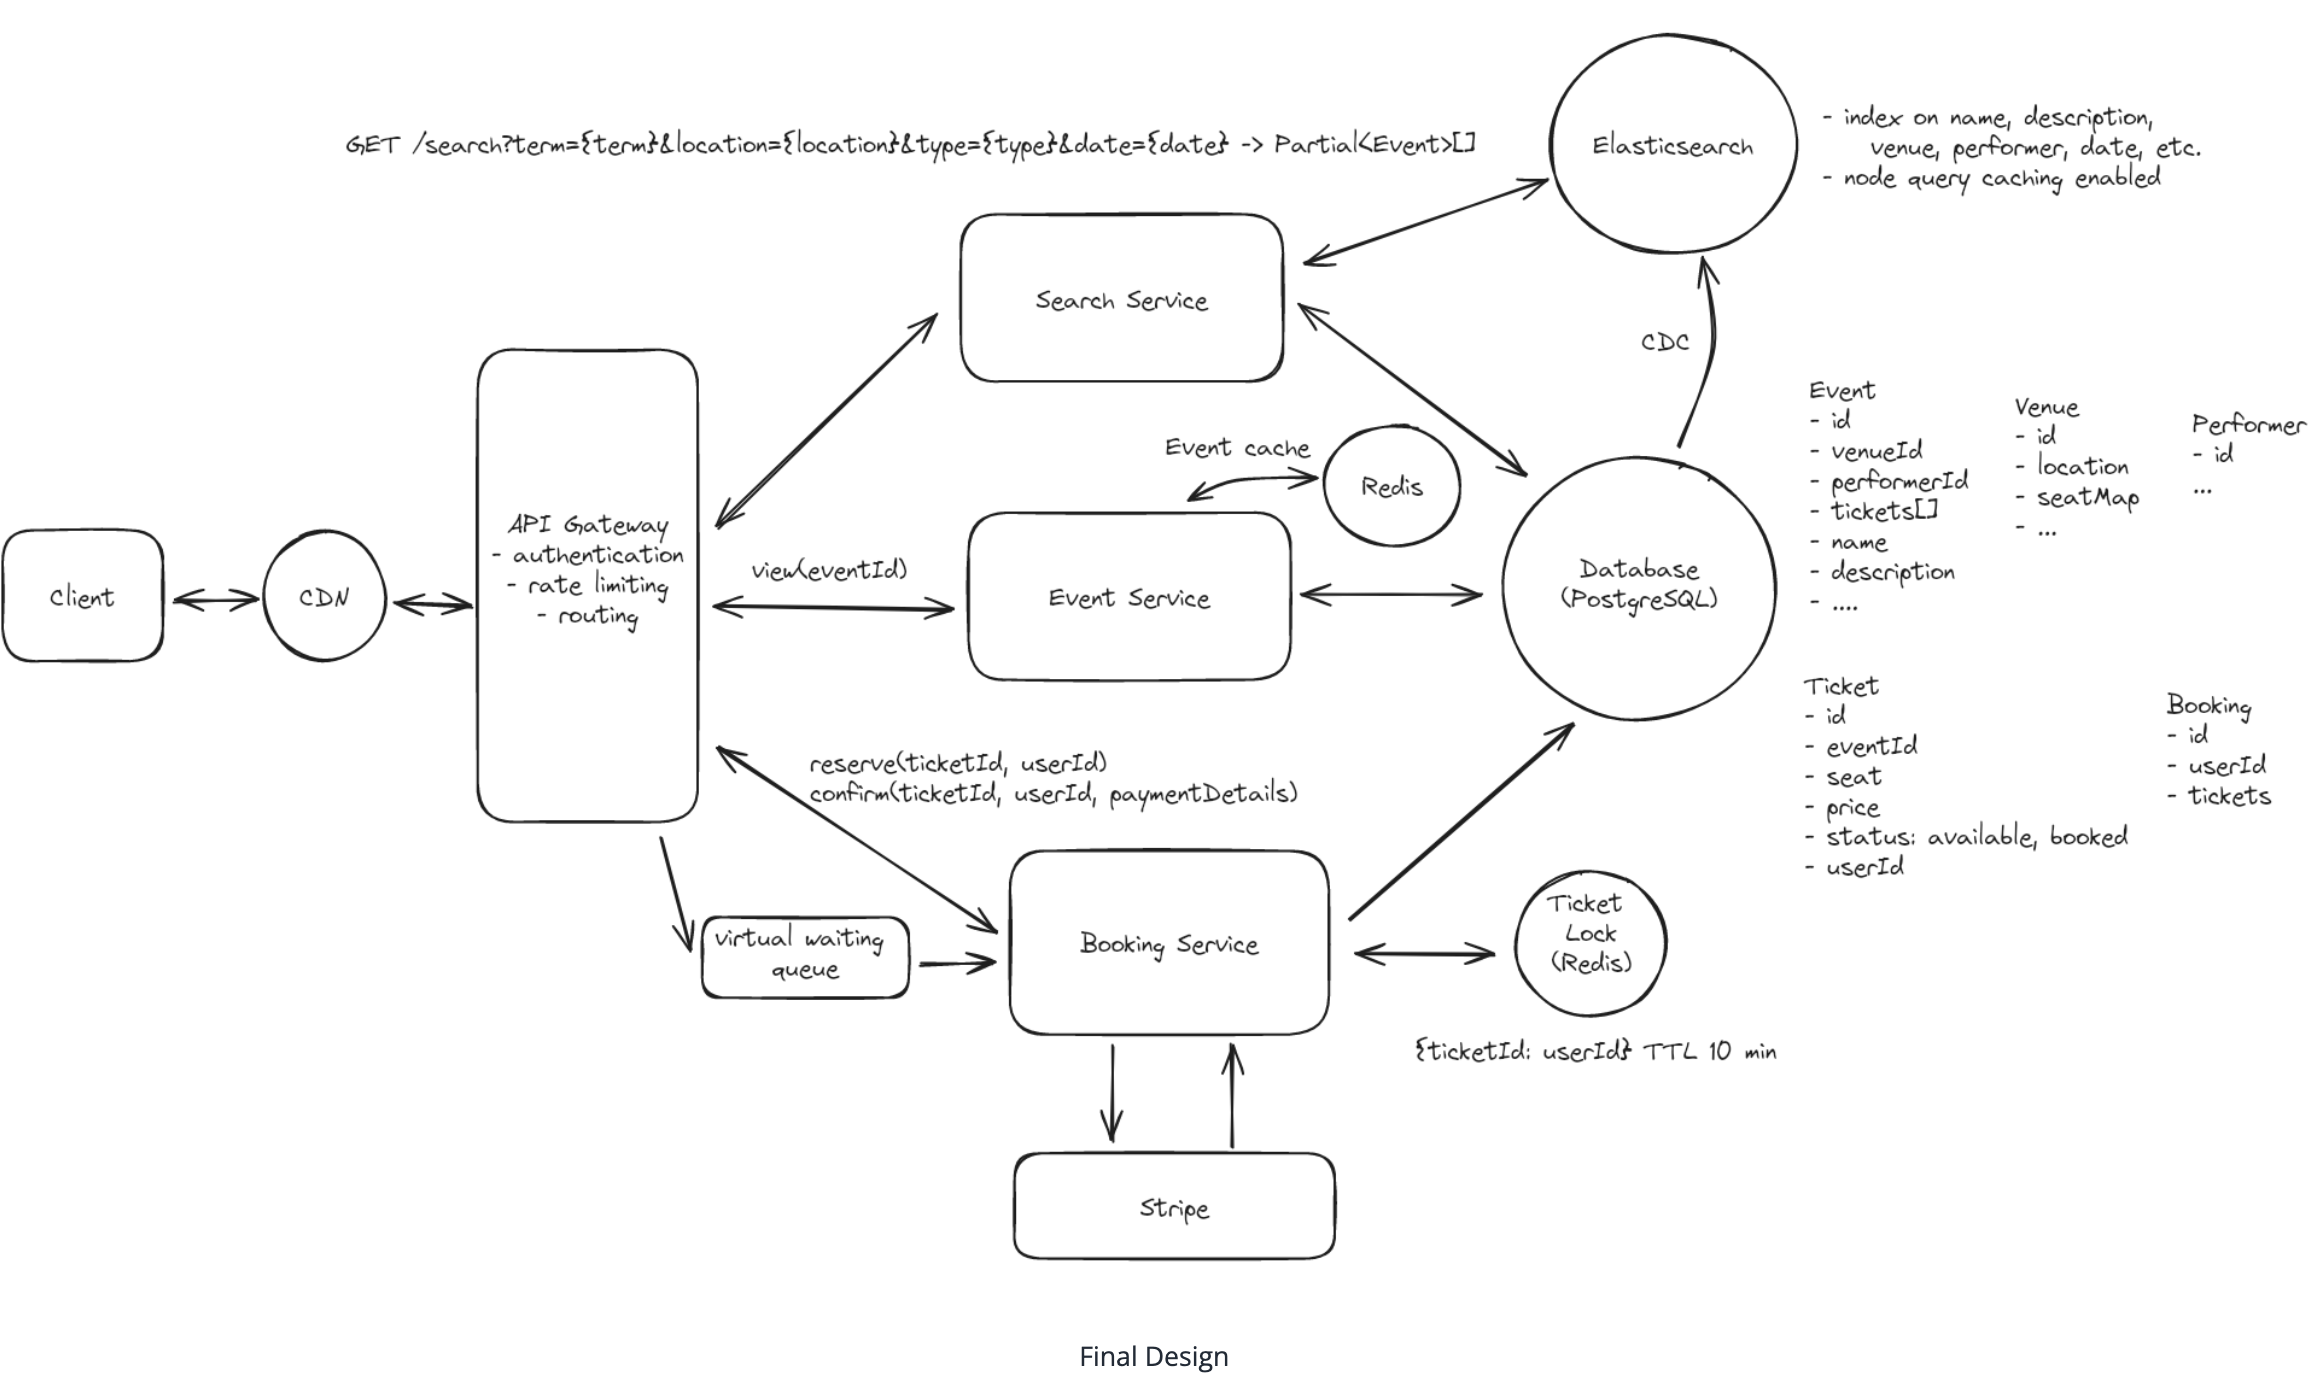 GET /search?term={term}&location={location}&type={type}&date={date} -> Partial<Event>[]
Elasticsearch
- index on name, description,
venue, performer, date, etc.
- node query caching enabled
Search Service
CDC
Event cache
Redis
Client
CDN
API Gateway
- authentication
- rate limiting
- routing
view(eventId)
Event Service
Database
(PostgreSQL)
Event
- id
- venueId
- performerId
- tickets[]
- name
- description
- ....
Venue
- id
- location
- seatMap
- ...
Performer
- id
...
Ticket
- id
- eventId
- seat
- price
- status: available, booked
- userId
Booking
- id
- userId
- tickets
reserve(ticketId, userId)
confirm(ticketId, userId, paymentDetails)
virtual waiting
queue
Booking Service
Ticket
Lock
(Redis)
{ticketId: userId} TTL 10 min
Stripe
Final Design